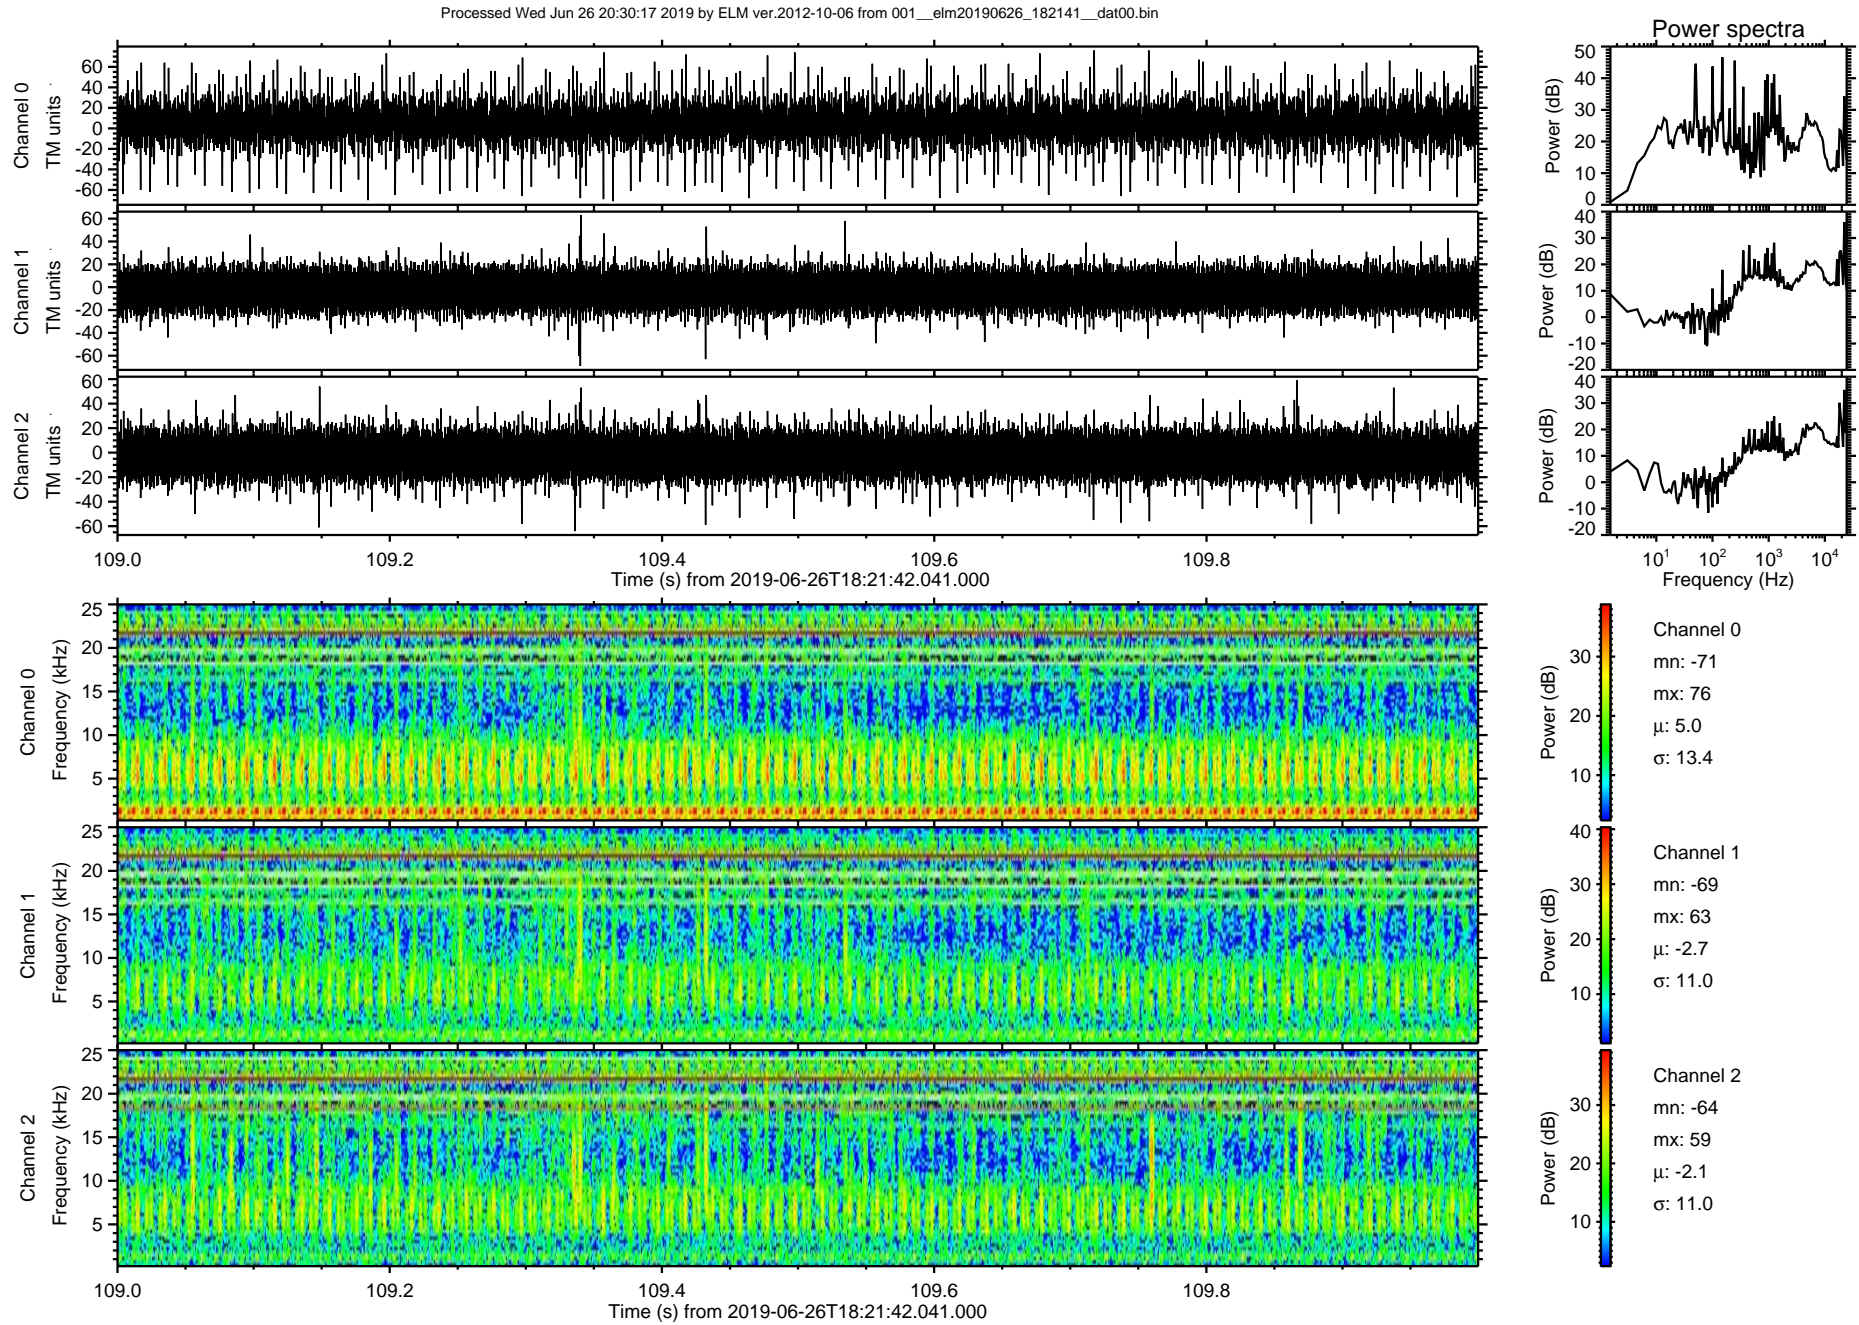 Processed Wed Jun 26 20:30:17 2019 by ELM ver.2012-10-06 from 001__elm20190626_182141__dat00.bin
Power spectra
Channel 0
TM units
60
40
20
0
-20
-40
-60
Power (dB)
50
40
30
20
10
0
Channel 1
TM units
60
40
20
0
-20
-40
-60
Power (dB)
40
30
20
10
0
-10
-20
Channel 2
TM units
60
40
20
0
-20
-40
-60
Power (dB)
40
30
20
10
0
-10
-20
109.0 109.2 109.4 109.6 109.8
Time (s) from 2019-06-26T18:21:42.041.000
10^1 10^2 10^3 10^4
Frequency (Hz)
Channel 0
Frequency (kHz)
25
20
15
10
5
Power (dB)
30
20
10
Channel 0
mn: -71
mx: 76
μ: 5.0
σ: 13.4
Channel 1
Frequency (kHz)
25
20
15
10
5
Power (dB)
40
30
20
10
Channel 1
mn: -69
mx: 63
μ: -2.7
σ: 11.0
Channel 2
Frequency (kHz)
25
20
15
10
5
Power (dB)
30
20
10
Channel 2
mn: -64
mx: 59
μ: -2.1
σ: 11.0
109.0 109.2 109.4 109.6 109.8
Time (s) from 2019-06-26T18:21:42.041.000